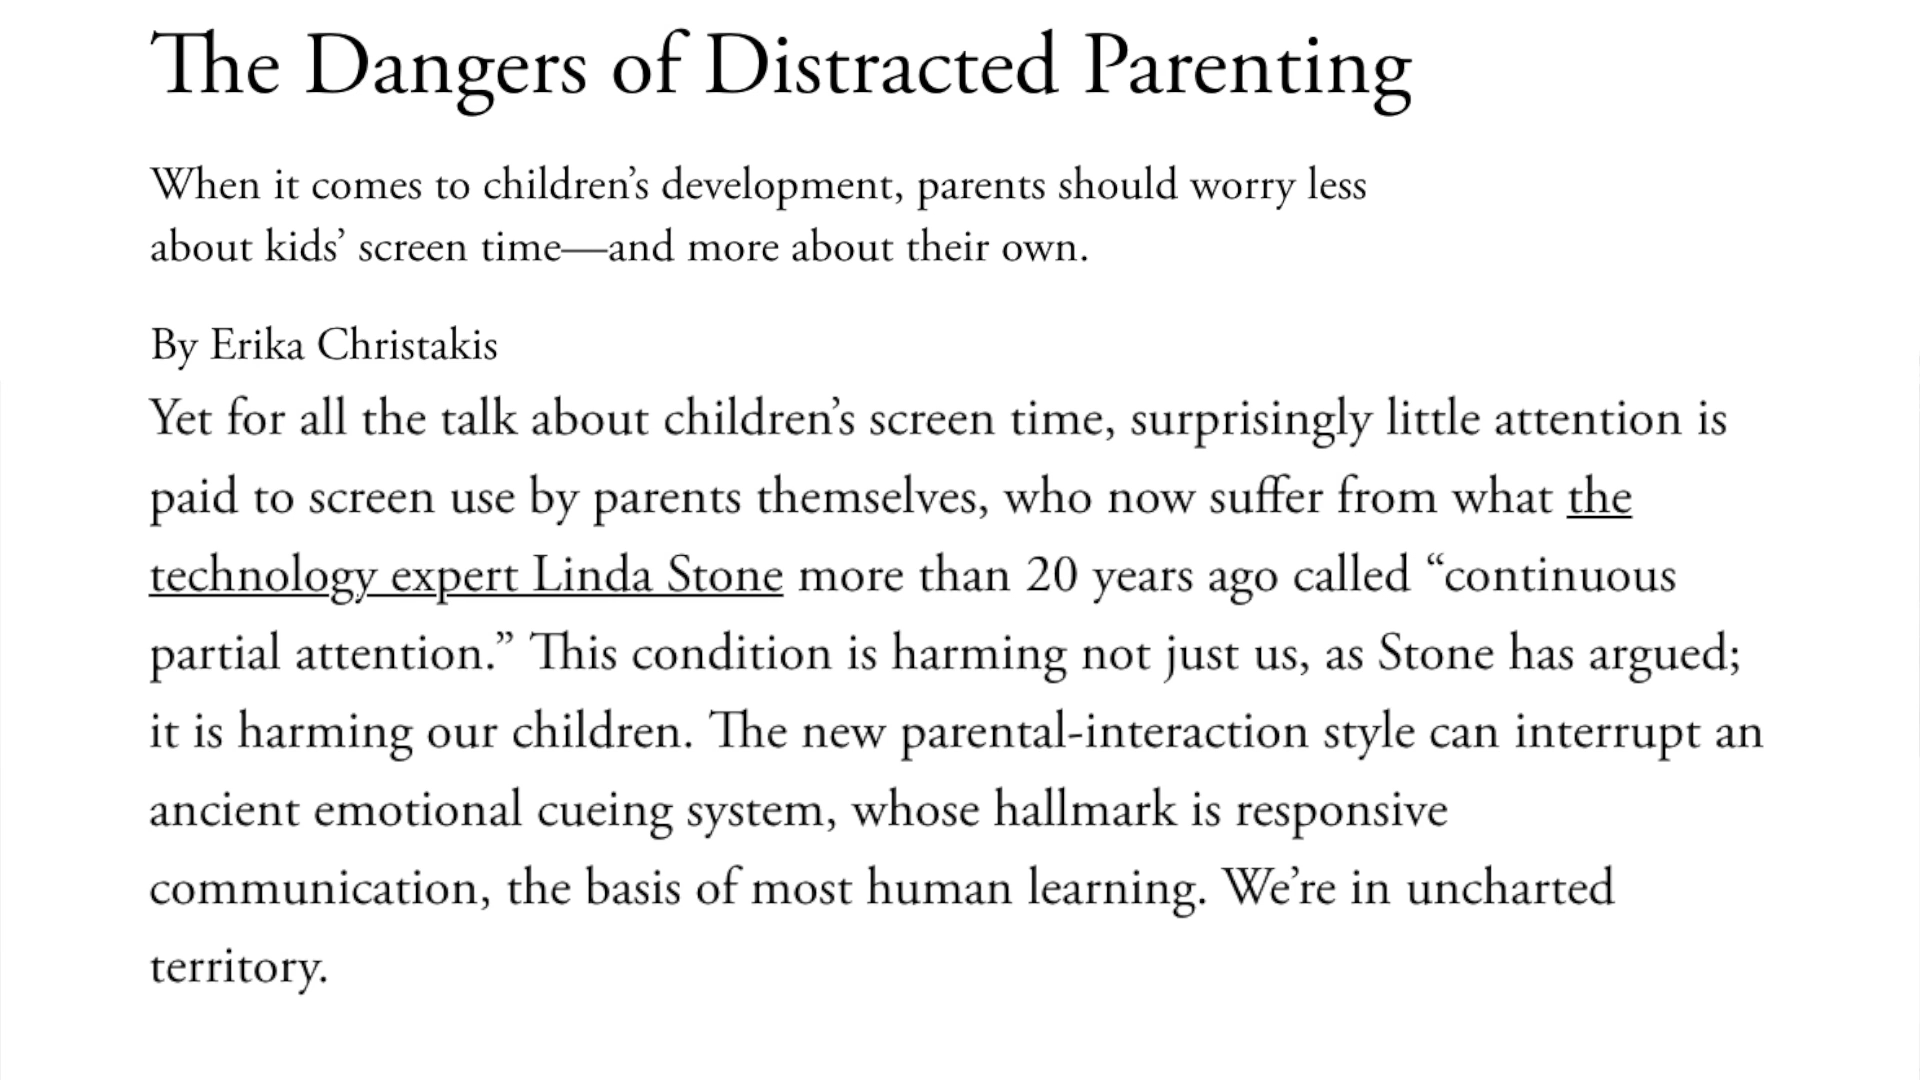 The Dangers of Distracted Parenting
When it comes to children’s development, parents should worry less
about kids’ screen time—and more about their own.
By Erika Christakis
Yet for all the talk about children’s screen time, surprisingly little attention is
paid to screen use by parents themselves, who now suffer from what the
technology expert Linda Stone more than 20 years ago called “continuous
partial attention.” This condition is harming not just us, as Stone has argued;
it is harming our children. The new parental-interaction style can interrupt an
ancient emotional cueing system, whose hallmark is responsive
communication, the basis of most human learning. We’re in uncharted
territory.